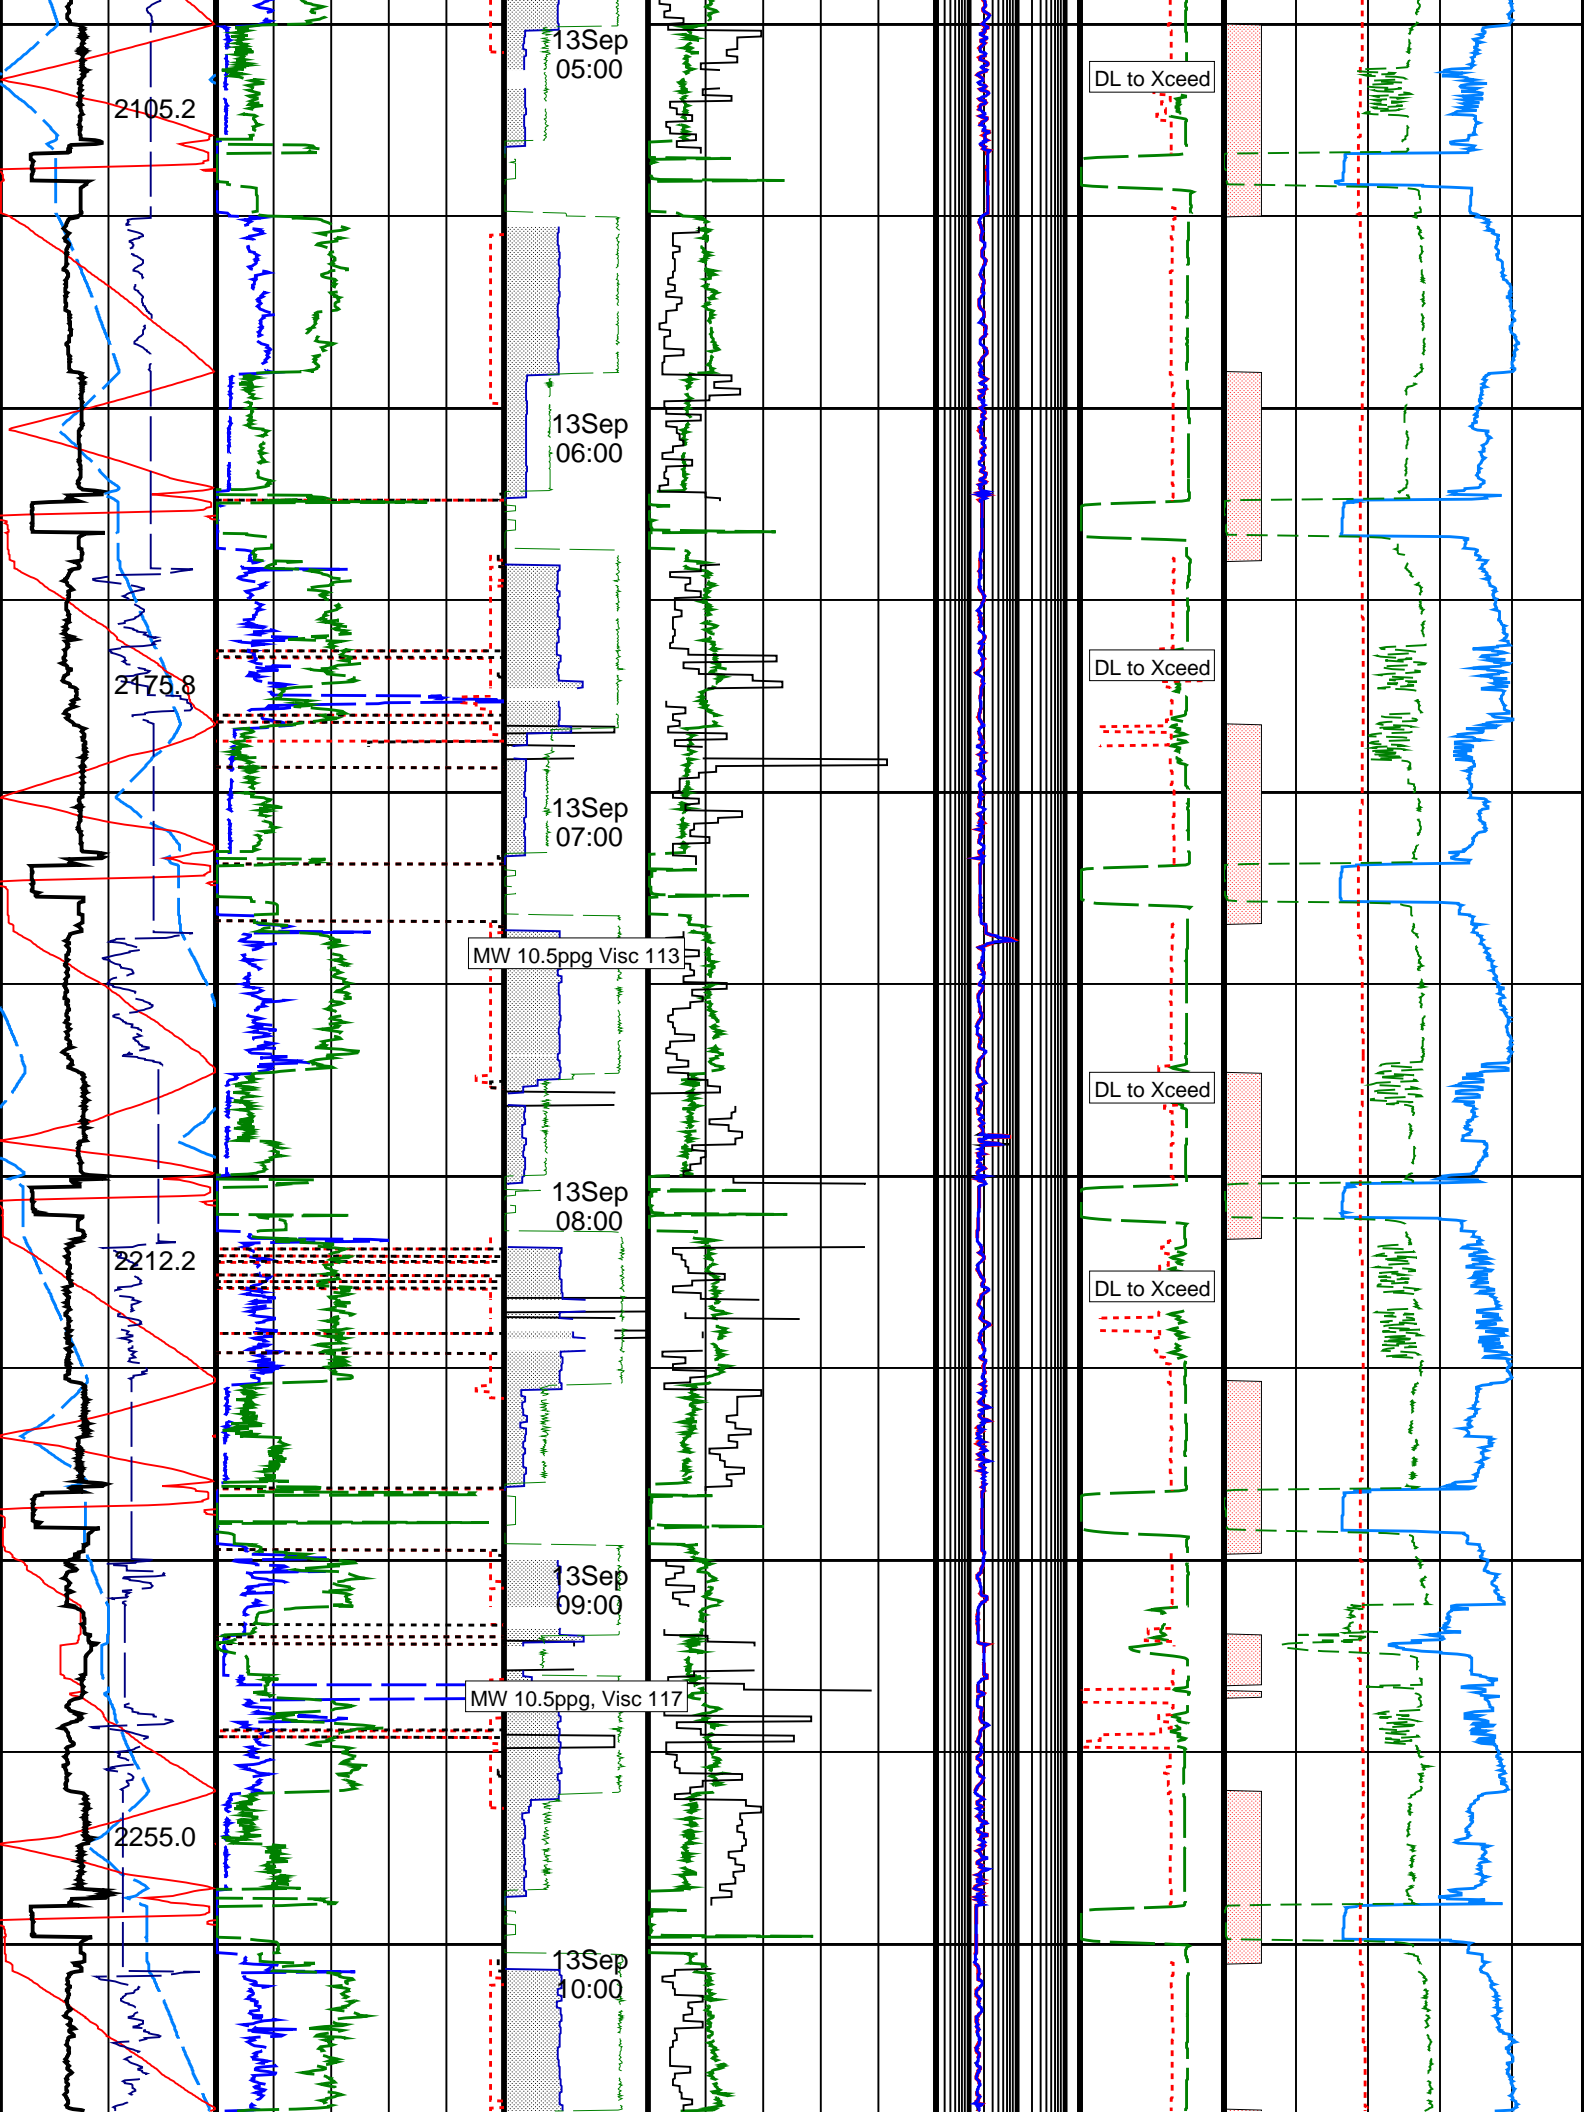 13Sep
05:00
DL to Xceed
2105.2
13Sep
06:00
DL to Xceed
2175.8
13Sep
07:00
MW 10.5ppg Visc 113
DL to Xceed
13Sep
08:00
2212.2
DL to Xceed
13Sep
09:00
MW 10.5ppg, Visc 117
2255.0
13Sep
10:00